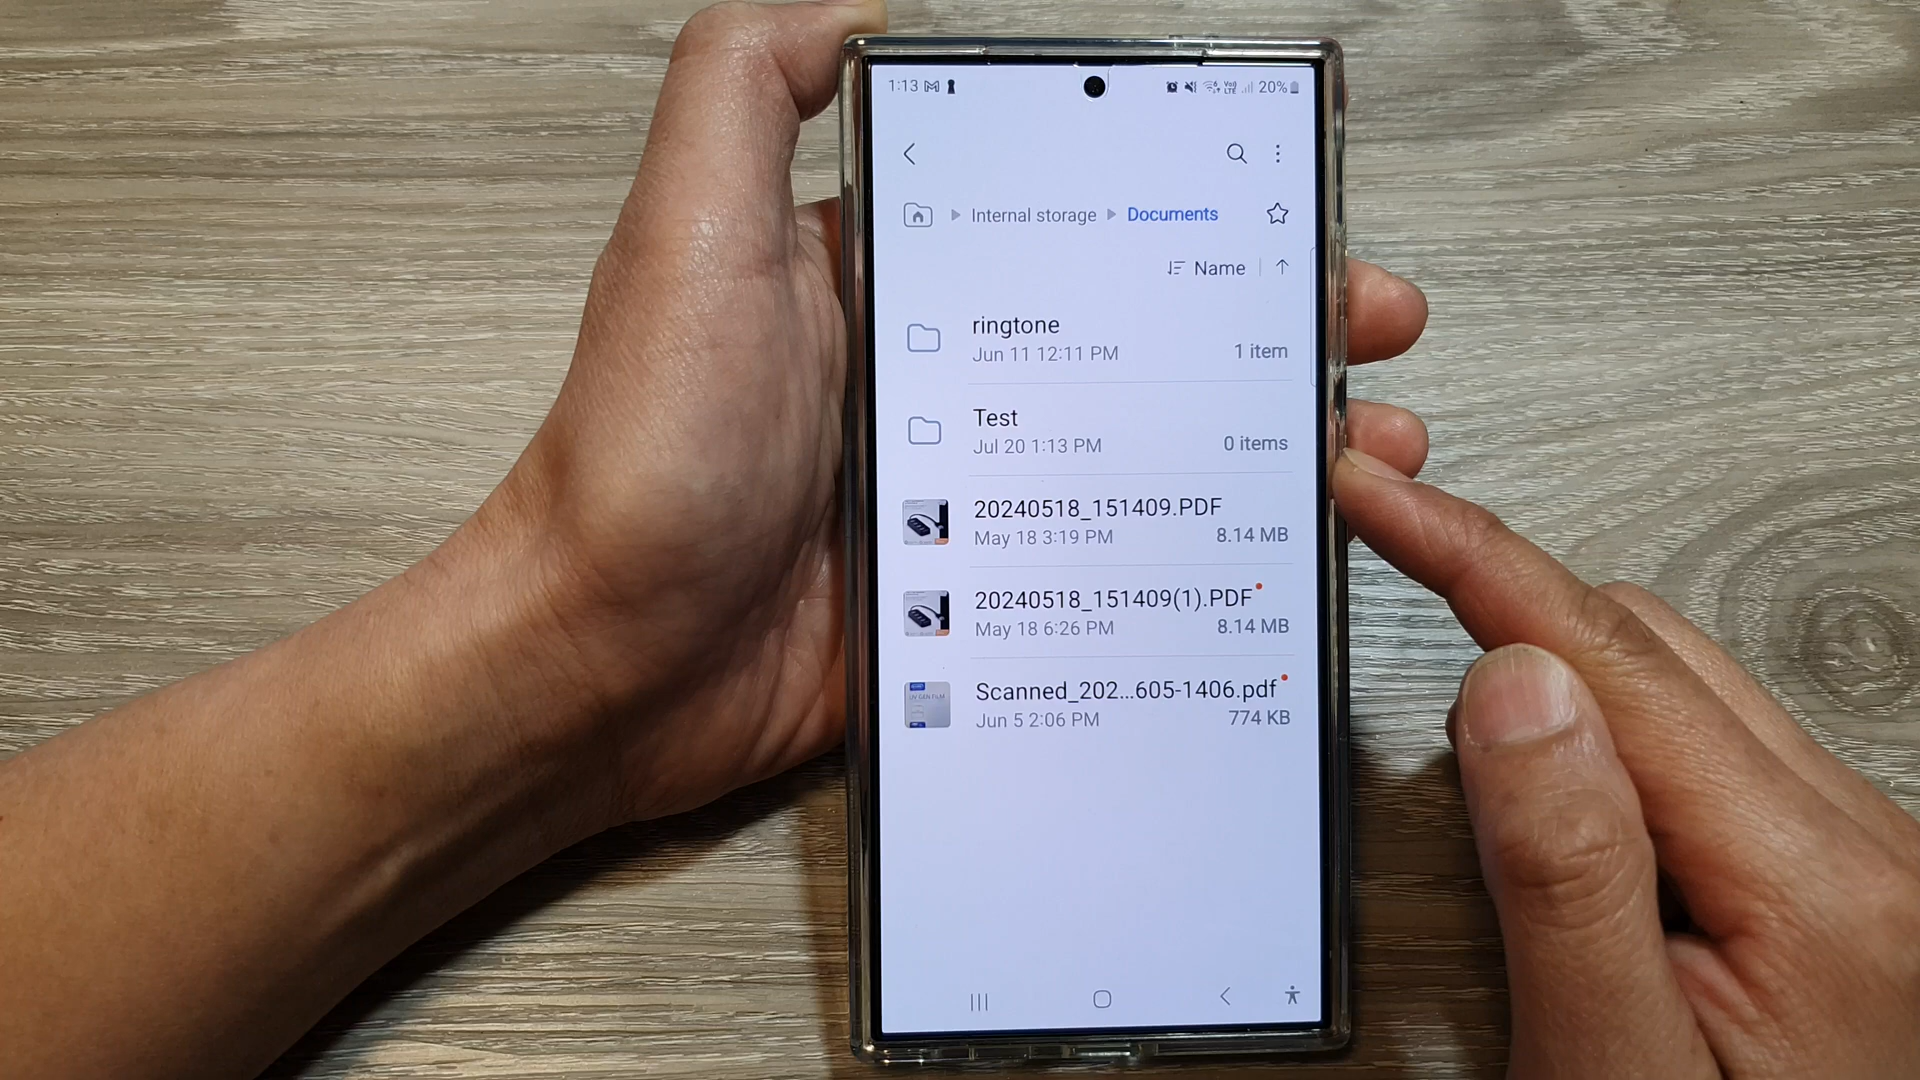 1:13
20%
Internal storage
Documents
Name
ringtone
Jun 11 12:11 PM
1 item
Test
Jul 20 1:13 PM
0 items
20240518_151409.PDF
May 18 3:19 PM
8.14 MB
20240518_151409(1).PDF
May 18 6:26 PM
8.14 MB
Scanned_202...605-1406.pdf
Jun 5 2:06 PM
774 KB